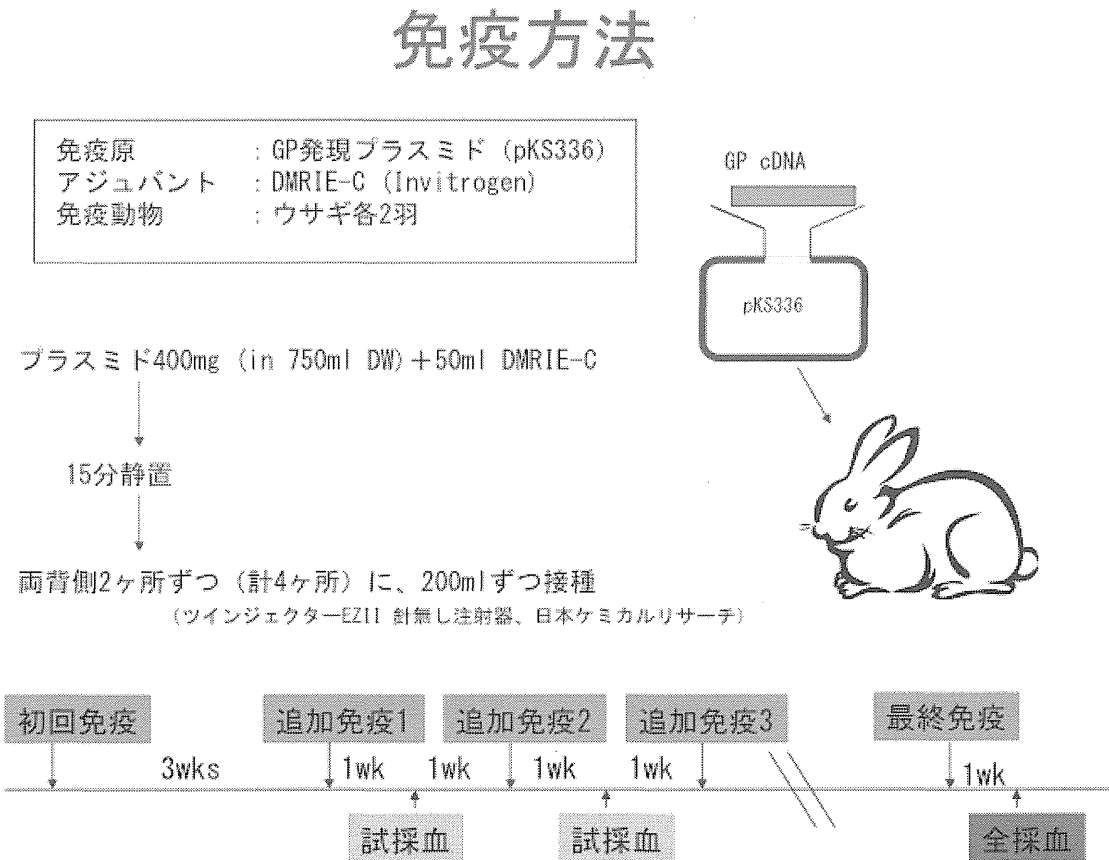 免疫方法
免疫原 : GP発現プラスミド (pKS336)
アジュバント : DMRIE-C (Invitrogen)
免疫動物 : ウサギ各2羽
GP cDNA
pKS336
プラスミド400mg (in 750ml DW)+50ml DMRIE-C
15分静置
両背側2ヶ所ずつ (計4ヶ所) に、200mlずつ接種
(ツインジェクターEZII 針無し注射器、日本ケミカルリサーチ)
初回免疫 追加免疫1 追加免疫2 追加免疫3 最終免疫
3wks 1wk 1wk 1wk 1wk 1wk
試採血 試採血 全採血